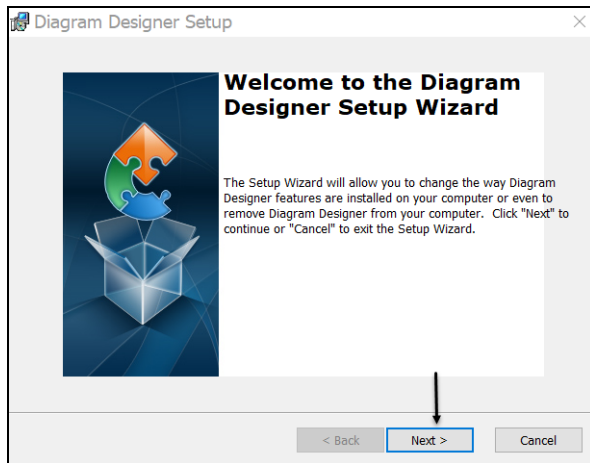 Diagram Designer Setup
Welcome to the Diagram
Designer Setup Wizard
The Setup Wizard will allow you to change the way Diagram
Designer features are installed on your computer or even to
remove Diagram Designer from your computer. Click "Next" to
continue or "Cancel" to exit the Setup Wizard.
< Back Next > Cancel